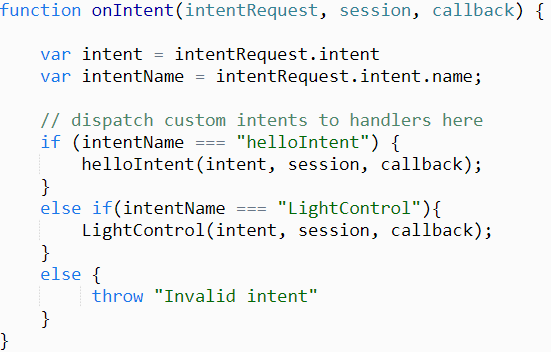 function onIntent(intentRequest, session, callback) {
var intent = intentRequest.intent
var intentName = intentRequest.intent.name;
// dispatch custom intents to handlers here
if (intentName === "helloIntent") {
helloIntent(intent, session, callback);
}
else if(intentName === "LightControl"){
LightControl(intent, session, callback);
}
else {
throw "Invalid intent"
}
}